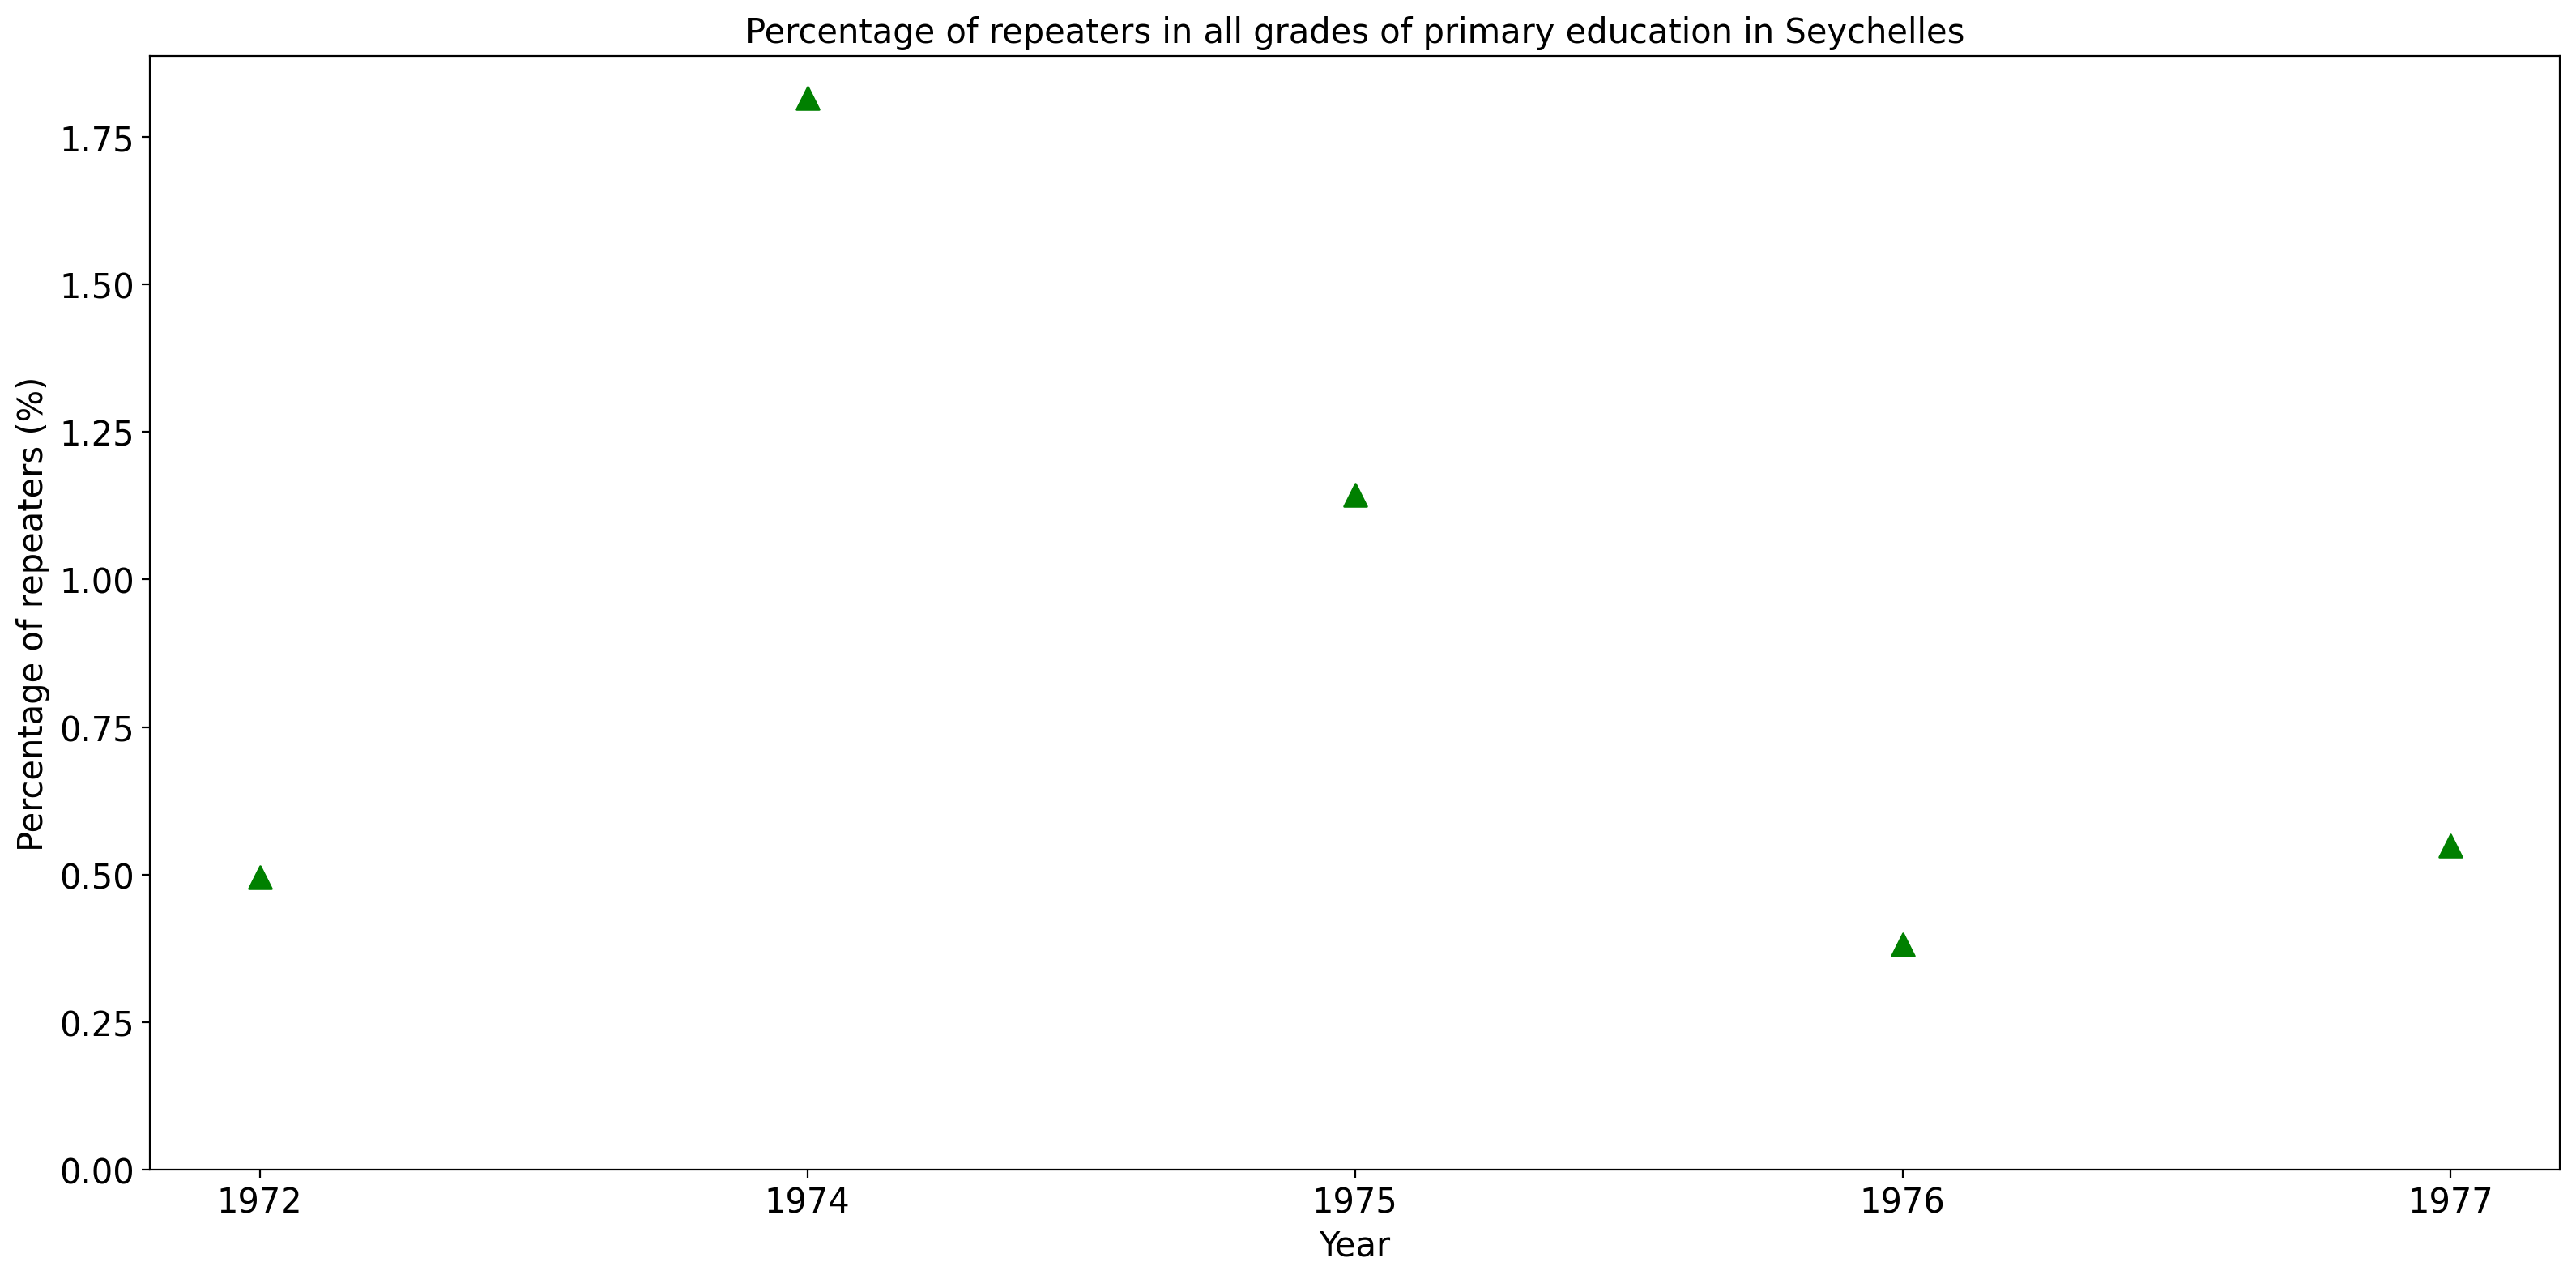 Percentage of repeaters in all grades of primary education in Seychelles
Percentage of repeaters (%)
1.75
1.50
1.25
1.00
0.75
0.50
0.25
0.00
1972 1974 1975 1976 1977
Year